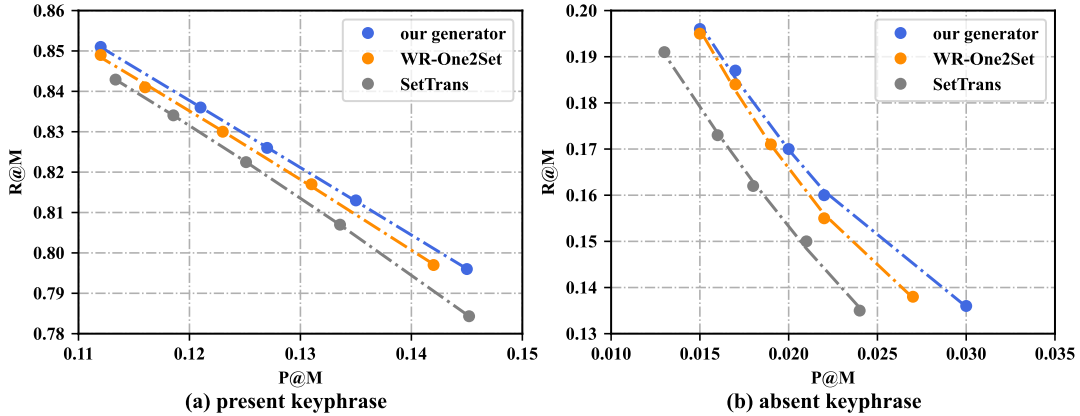 0.86
0.85
0.84
0.83
0.82
0.81
0.80
0.79
0.78
R@M
0.11
0.12
0.13
0.14
0.15
P@M
our generator
WR-One2Set
SetTrans
(a) present keyphrase
0.20
0.19
0.18
0.17
0.16
0.15
0.14
0.13
R@M
0.010
0.015
0.020
0.025
0.030
0.035
P@M
our generator
WR-One2Set
SetTrans
(b) absent keyphrase